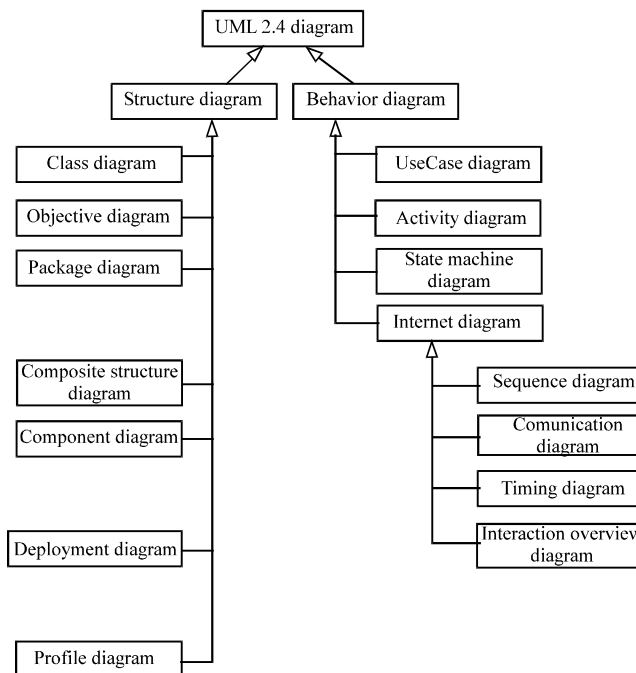 UML 2.4 diagram
Structure diagram
Behavior diagram
Class diagram
Objective diagram
Package diagram
Composite structure
diagram
Component diagram
Deployment diagram
Profile diagram
UseCase diagram
Activity diagram
State machine
diagram
Internet diagram
Sequence diagram
Comunication
diagram
Timing diagram
Interaction overview
diagram